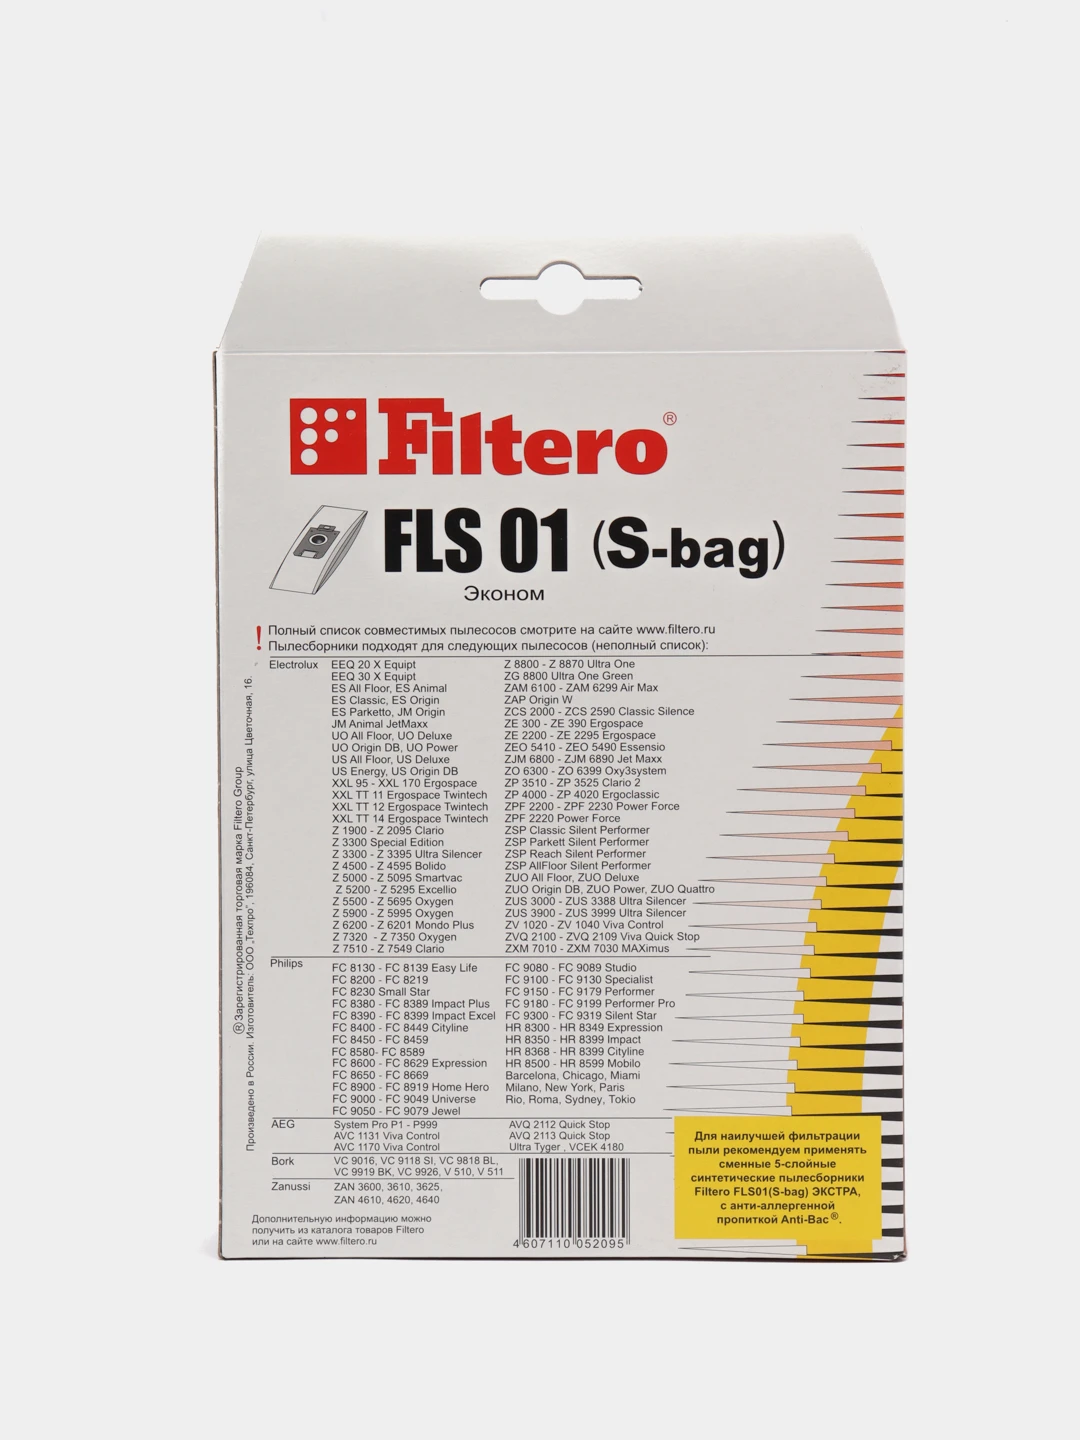 Filtero®
FLS 01 (S-bag)
Эконом
! Полный список совместимых пылесосов смотрите на сайте www.filtero.ru
Пылесборники подходят для следующих пылесосов (неполный список):
Electrolux
EEQ 20 X Equipt
EEQ 30 X Equipt
ES All Floor, ES Animal
ES Classic, ES Origin
ES Parketto, JM Origin
JM Animal JetMaxx
UO All Floor, UO Deluxe
UO Origin DB, UO Power
US All Floor, US Deluxe
US Energy, US Origin DB
XXL 95 - XXL 170 Ergospace
XXL TT 11 Ergospace Twintech
XXL TT 12 Ergospace Twintech
XXL TT 14 Ergospace Twintech
Z 1900 - Z 2095 Clario
Z 3300 Special Edition
Z 3300 - Z 3395 Ultra Silencer
Z 4500 - Z 4595 Bolido
Z 5000 - Z 5095 Smartvac
Z 5200 - Z 5295 Excellio
Z 5500 - Z 5695 Oxygen
Z 5900 - Z 5995 Oxygen
Z 6200 - Z 6201 Mondo Plus
Z 7320 - Z 7350 Oxygen
Z 7510 - Z 7549 Clario
Z 8800 - Z 8870 Ultra One
ZG 8800 Ultra One Green
ZAM 6100 - ZAM 6299 Air Max
ZAP Origin W
ZCS 2000 - ZCS 2590 Classic Silence
ZE 300 - ZE 390 Ergospace
ZE 2200 - ZE 2295 Ergospace
ZEO 5410 - ZEO 5490 Essensio
ZJM 6800 - ZJM 6890 Jet Maxx
ZO 6300 - ZO 6399 Oxy3system
ZP 3510 - ZP 3525 Clario 2
ZP 4000 - ZP 4020 Ergoclassic
ZPF 2200 - ZPF 2230 Power Force
ZPF 2220 Power Force
ZSP Classic Silent Performer
ZSP Parkett Silent Performer
ZSP Reach Silent Performer
ZSP AllFloor Silent Performer
ZUO All Floor, ZUO Deluxe
ZUO Origin DB, ZUO Power, ZUO Quattro
ZUS 3000 - ZUS 3388 Ultra Silencer
ZUS 3900 - ZUS 3999 Ultra Silencer
ZV 1020 - ZV 1040 Viva Control
ZVQ 2100 - ZVQ 2109 Viva Quick Stop
ZXM 7010 - ZXM 7030 MAXimus
Philips
FC 8130 - FC 8139 Easy Life
FC 8200 - FC 8219
FC 8230 Small Star
FC 8380 - FC 8389 Impact Plus
FC 8390 - FC 8399 Impact Excel
FC 8400 - FC 8449 Cityline
FC 8450 - FC 8459
FC 8580- FC 8589
FC 8600 - FC 8629 Expression
FC 8650 - FC 8669
FC 8900 - FC 8919 Home Hero
FC 9000 - FC 9049 Universe
FC 9050 - FC 9079 Jewel
FC 9080 - FC 9089 Studio
FC 9100 - FC 9130 Specialist
FC 9150 - FC 9179 Performer
FC 9180 - FC 9199 Performer Pro
FC 9300 - FC 9319 Silent Star
HR 8300 - HR 8349 Expression
HR 8350 - HR 8399 Impact
HR 8368 - HR 8399 Cityline
HR 8500 - HR 8599 Mobilo
Barcelona, Chicago, Miami
Milano, New York, Paris
Rio, Roma, Sydney, Tokio
AEG
System Pro P1 - P999
AVC 1131 Viva Control
AVC 1170 Viva Control
AVQ 2112 Quick Stop
AVQ 2113 Quick Stop
Ultra Tyger , VCEK 4180
Bork
VC 9016, VC 9118 SI, VC 9818 BL,
VC 9919 BK, VC 9926, V 510, V 511
Zanussi
ZAN 3600, 3610, 3625,
ZAN 4610, 4620, 4640
Дополнительную информацию можно
получить из каталога товаров Filtero
или на сайте www.filtero.ru
4 607110 052095
Для наилучшей фильтрации
пыли рекомендуем применять
сменные 5-слойные
синтетические пылесборники
Filtero FLS01(S-bag) ЭКСТРА,
с анти-аллергенной
пропиткой Anti-Bac®.
® Зарегистрированная торговая марка Filtero Group
Произведено в России. Изготовитель: ООО „Техпро", 196084, Санкт-Петербург, улица Цветочная, 16.